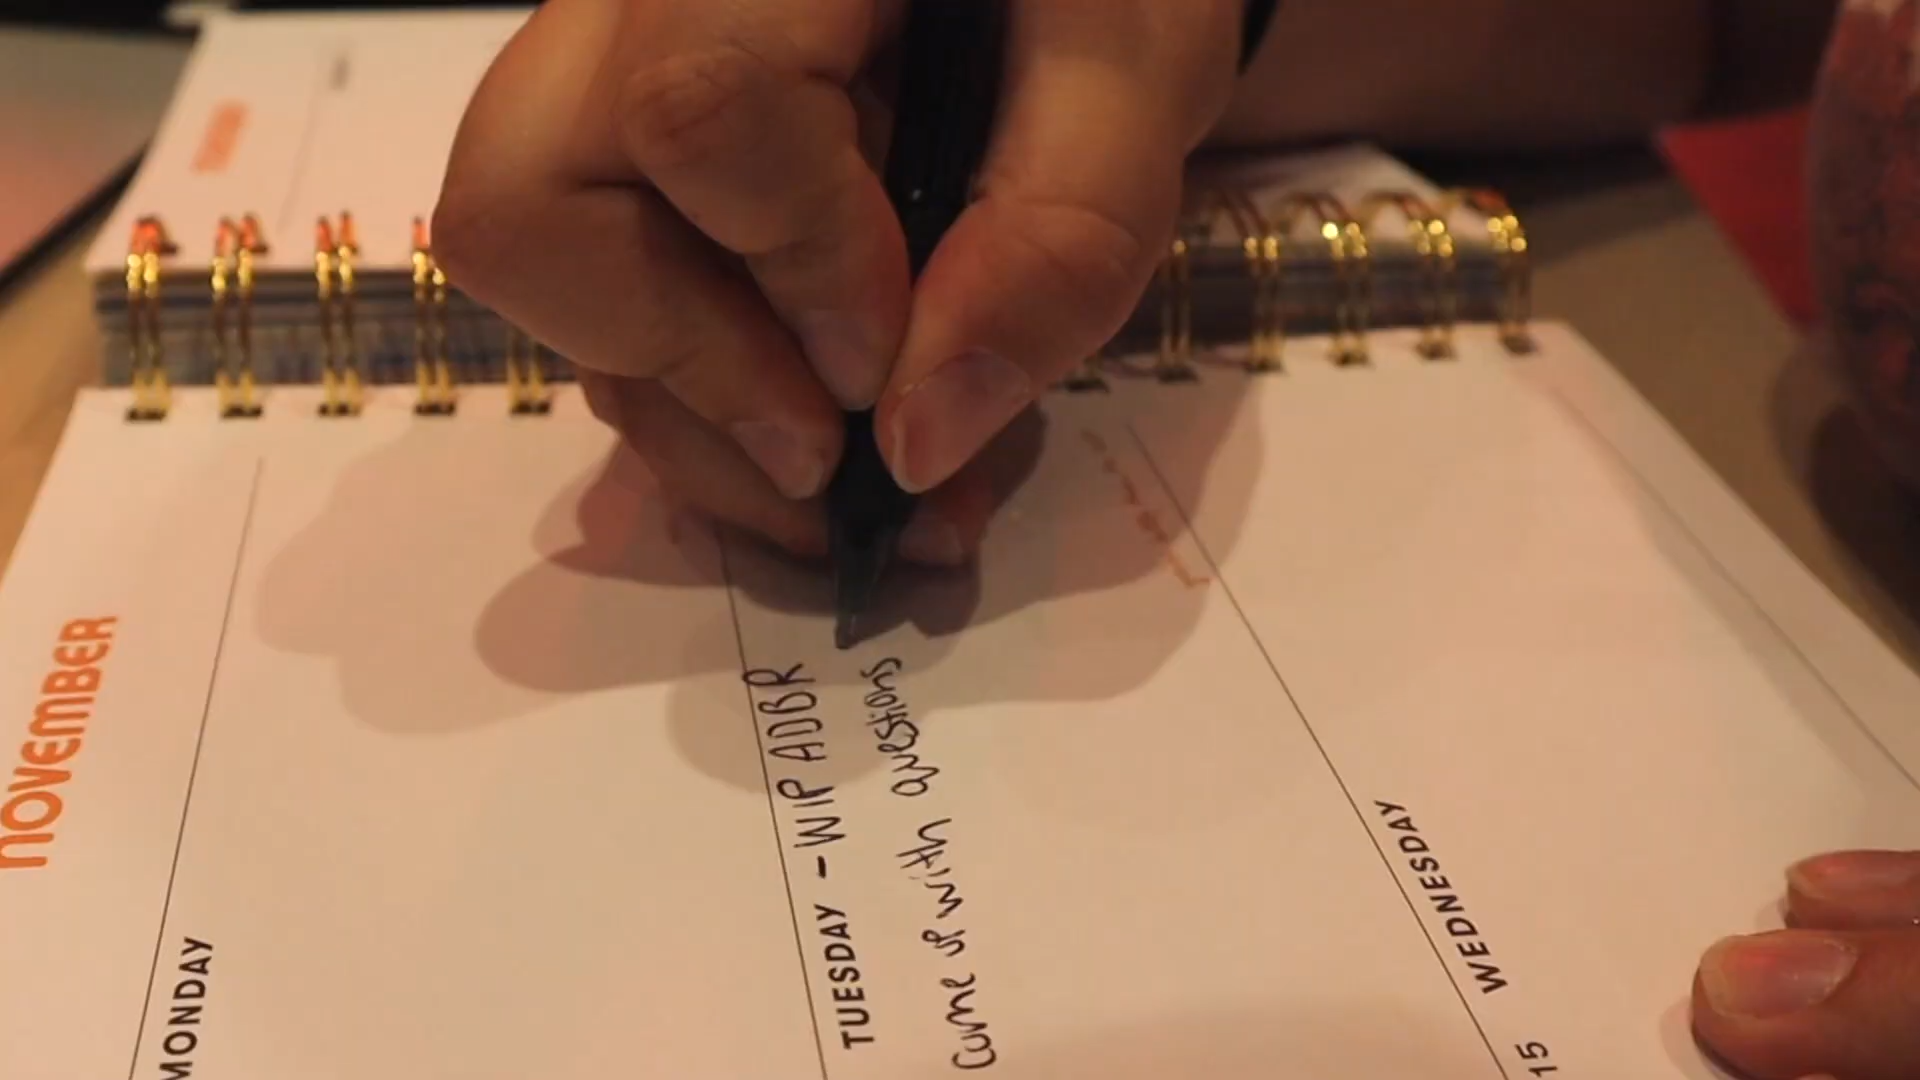 NOVEMBER
MONDAY
TUESDAY - WIP ADBR
come up with questions
WEDNESDAY
15